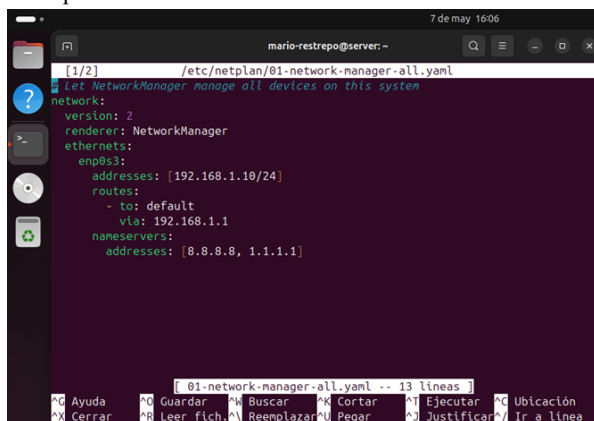 7 de may 16:06
mario-restrepo@server: ~
[1/2] /etc/netplan/01-network-manager-all.yaml
# Let NetworkManager manage all devices on this system
network:
  version: 2
  renderer: NetworkManager
  ethernets:
    enp0s3:
      addresses: [192.168.1.10/24]
      routes:
        - to: default
          via: 192.168.1.1
      nameservers:
        addresses: [8.8.8.8, 1.1.1.1]
[ 01-network-manager-all.yaml -- 13 líneas ]
^G Ayuda ^O Guardar ^W Buscar ^K Cortar ^T Ejecutar ^C Ubicación
^X Cerrar ^R Leer fich. ^\ Reemplazar ^U Pegar ^J Justificar ^/ Ir a línea